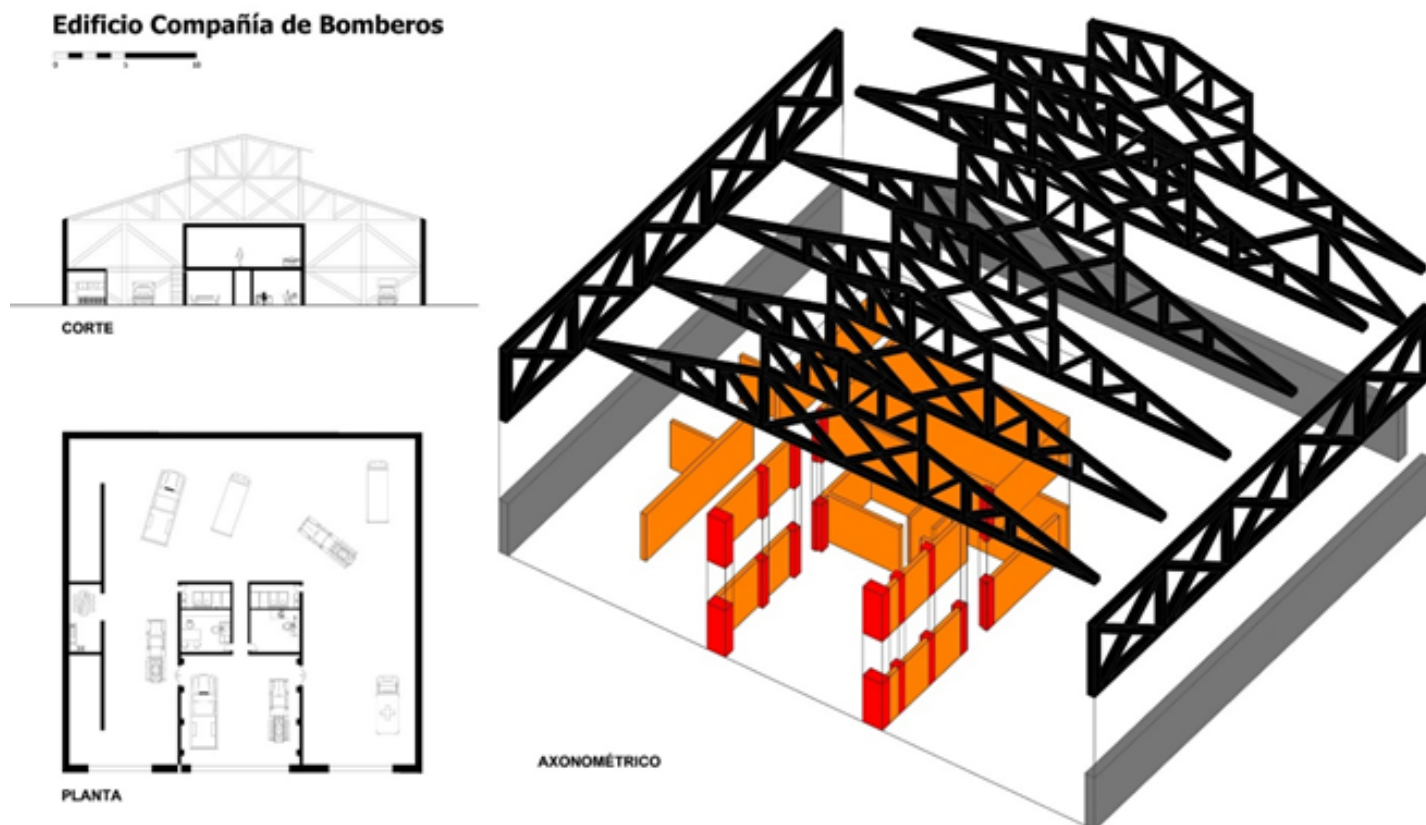 Edificio Compañía de Bomberos
0 5 10
CORTE
PLANTA
AXONOMÉTRICO